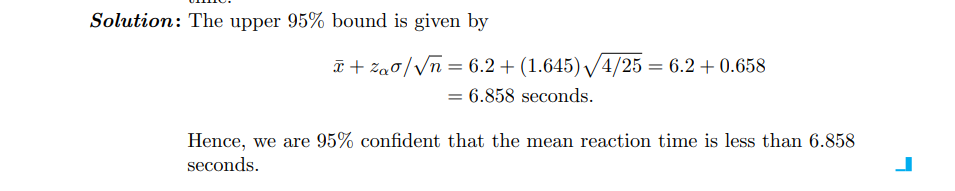 Solution: The upper 95% bound is given by
x̄ + zασ/√n = 6.2 + (1.645)√4/25 = 6.2 + 0.658
= 6.858 seconds.
Hence, we are 95% confident that the mean reaction time is less than 6.858
seconds.